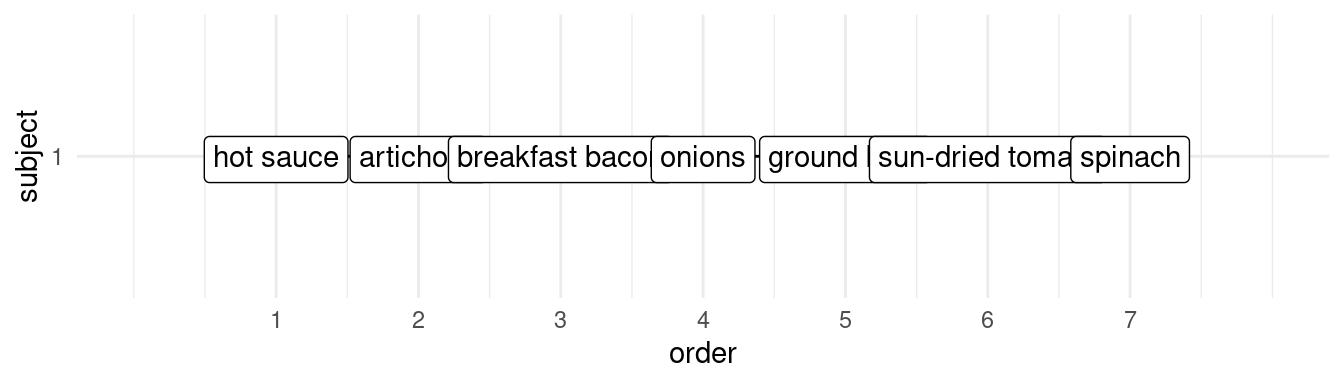 subject
1
hot sauce
articho
breakfast baco
onions
ground
sun-dried toma
spinach
1 2 3 4 5 6 7
order